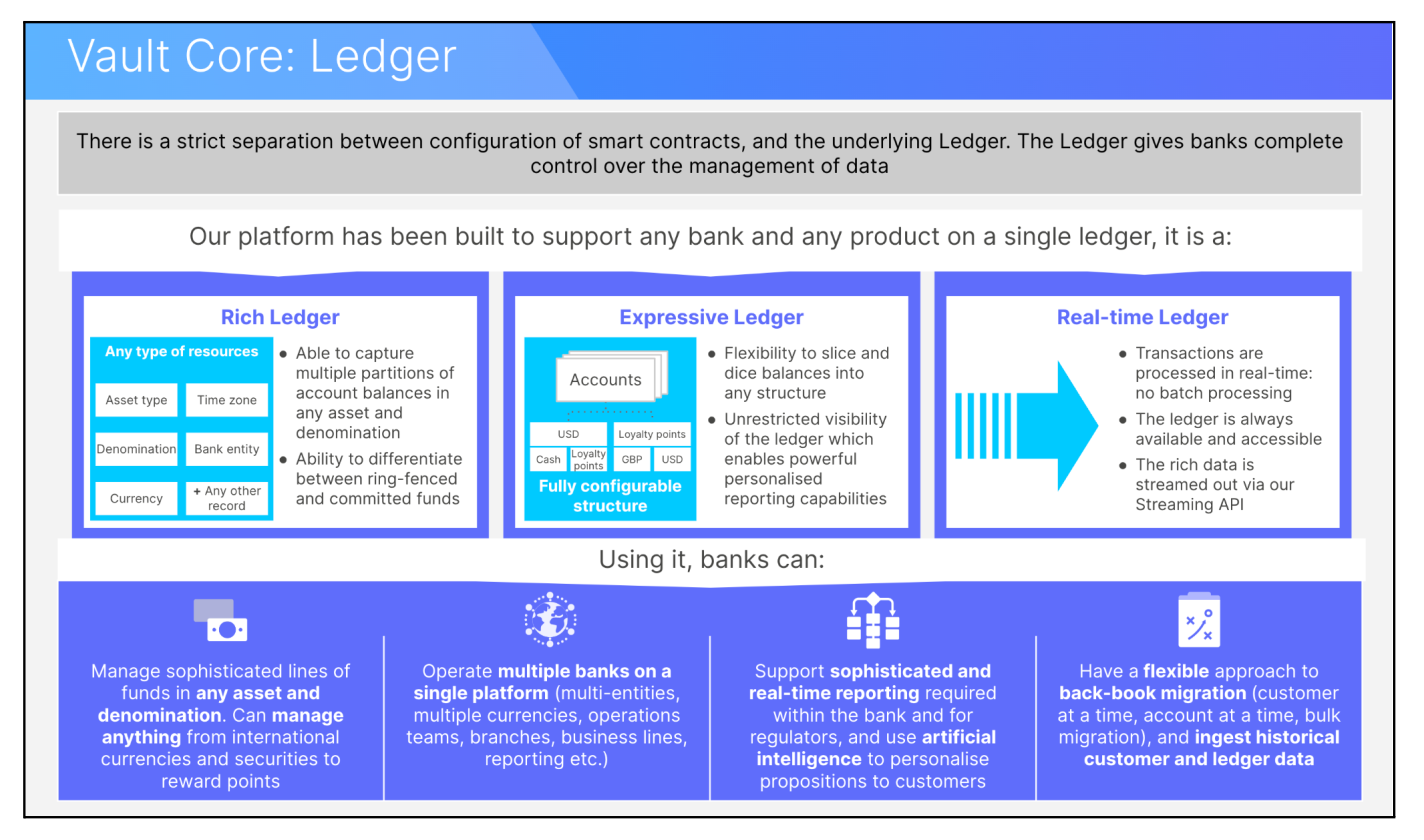 Vault Core: Ledger
There is a strict separation between configuration of smart contracts, and the underlying Ledger. The Ledger gives banks complete
control over the management of data
Our platform has been built to support any bank and any product on a single ledger, it is a:
Rich Ledger
Any type of resources
Asset type
Time zone
Denomination
Bank entity
Currency
+ Any other
record
● Able to capture
multiple partitions of
account balances in
any asset and
denomination
● Ability to differentiate
between ring-fenced
and committed funds
Expressive Ledger
Accounts
USD
Loyalty points
Cash
Loyalty
points
GBP
USD
Fully configurable
structure
● Flexibility to slice and
dice balances into
any structure
● Unrestricted visibility
of the ledger which
enables powerful
personalised
reporting capabilities
Real-time Ledger
● Transactions are
processed in real-time:
no batch processing
● The ledger is always
available and accessible
● The rich data is
streamed out via our
Streaming API
Using it, banks can:
Manage sophisticated lines of
funds in any asset and
denomination. Can manage
anything from international
currencies and securities to
reward points
Operate multiple banks on a
single platform (multi-entities,
multiple currencies, operations
teams, branches, business lines,
reporting etc.)
Support sophisticated and
real-time reporting required
within the bank and for
regulators, and use artificial
intelligence to personalise
propositions to customers
Have a flexible approach to
back-book migration (customer
at a time, account at a time, bulk
migration), and ingest historical
customer and ledger data